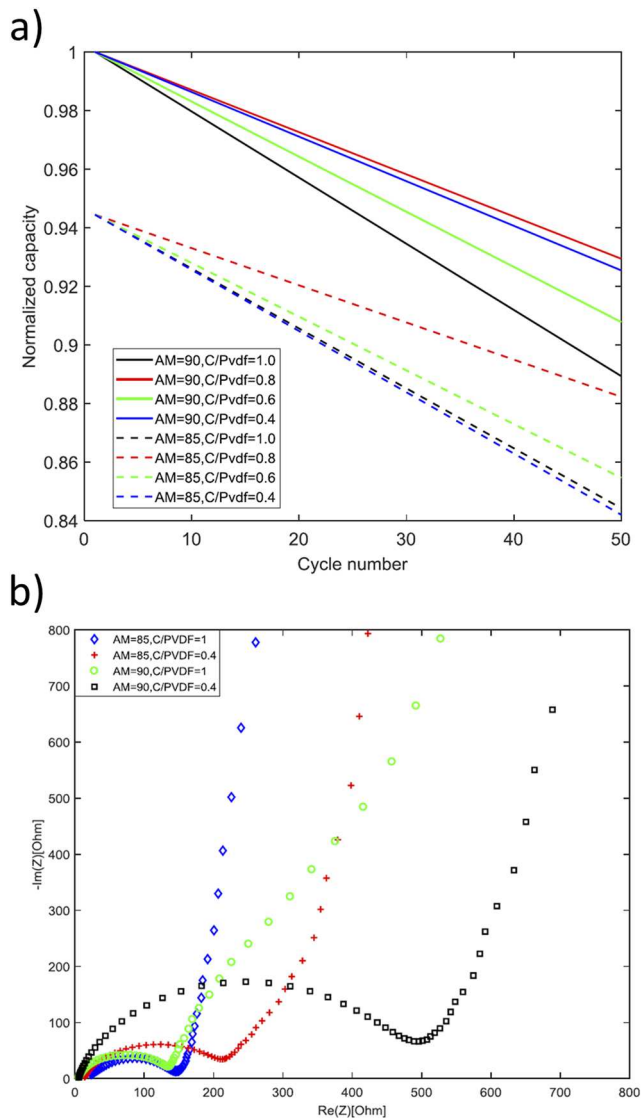 a)
1
0.98
0.96
0.94
0.92
0.9
0.88
0.86
0.84
Normalized capacity
AM=90,C/Pvdf=1.0
AM=90,C/Pvdf=0.8
AM=90,C/Pvdf=0.6
AM=90,C/Pvdf=0.4
AM=85,C/Pvdf=1.0
AM=85,C/Pvdf=0.8
AM=85,C/Pvdf=0.6
AM=85,C/Pvdf=0.4
0 10 20 30 40 50
Cycle number
b)
800
700
600
500
400
300
200
100
0
-Im(Z)[Ohm]
AM=85,C/PVDF=1
AM=85,C/PVDF=0.4
AM=90,C/PVDF=1
AM=90,C/PVDF=0.4
0 100 200 300 400 500 600 700 800
Re(Z)[Ohm]